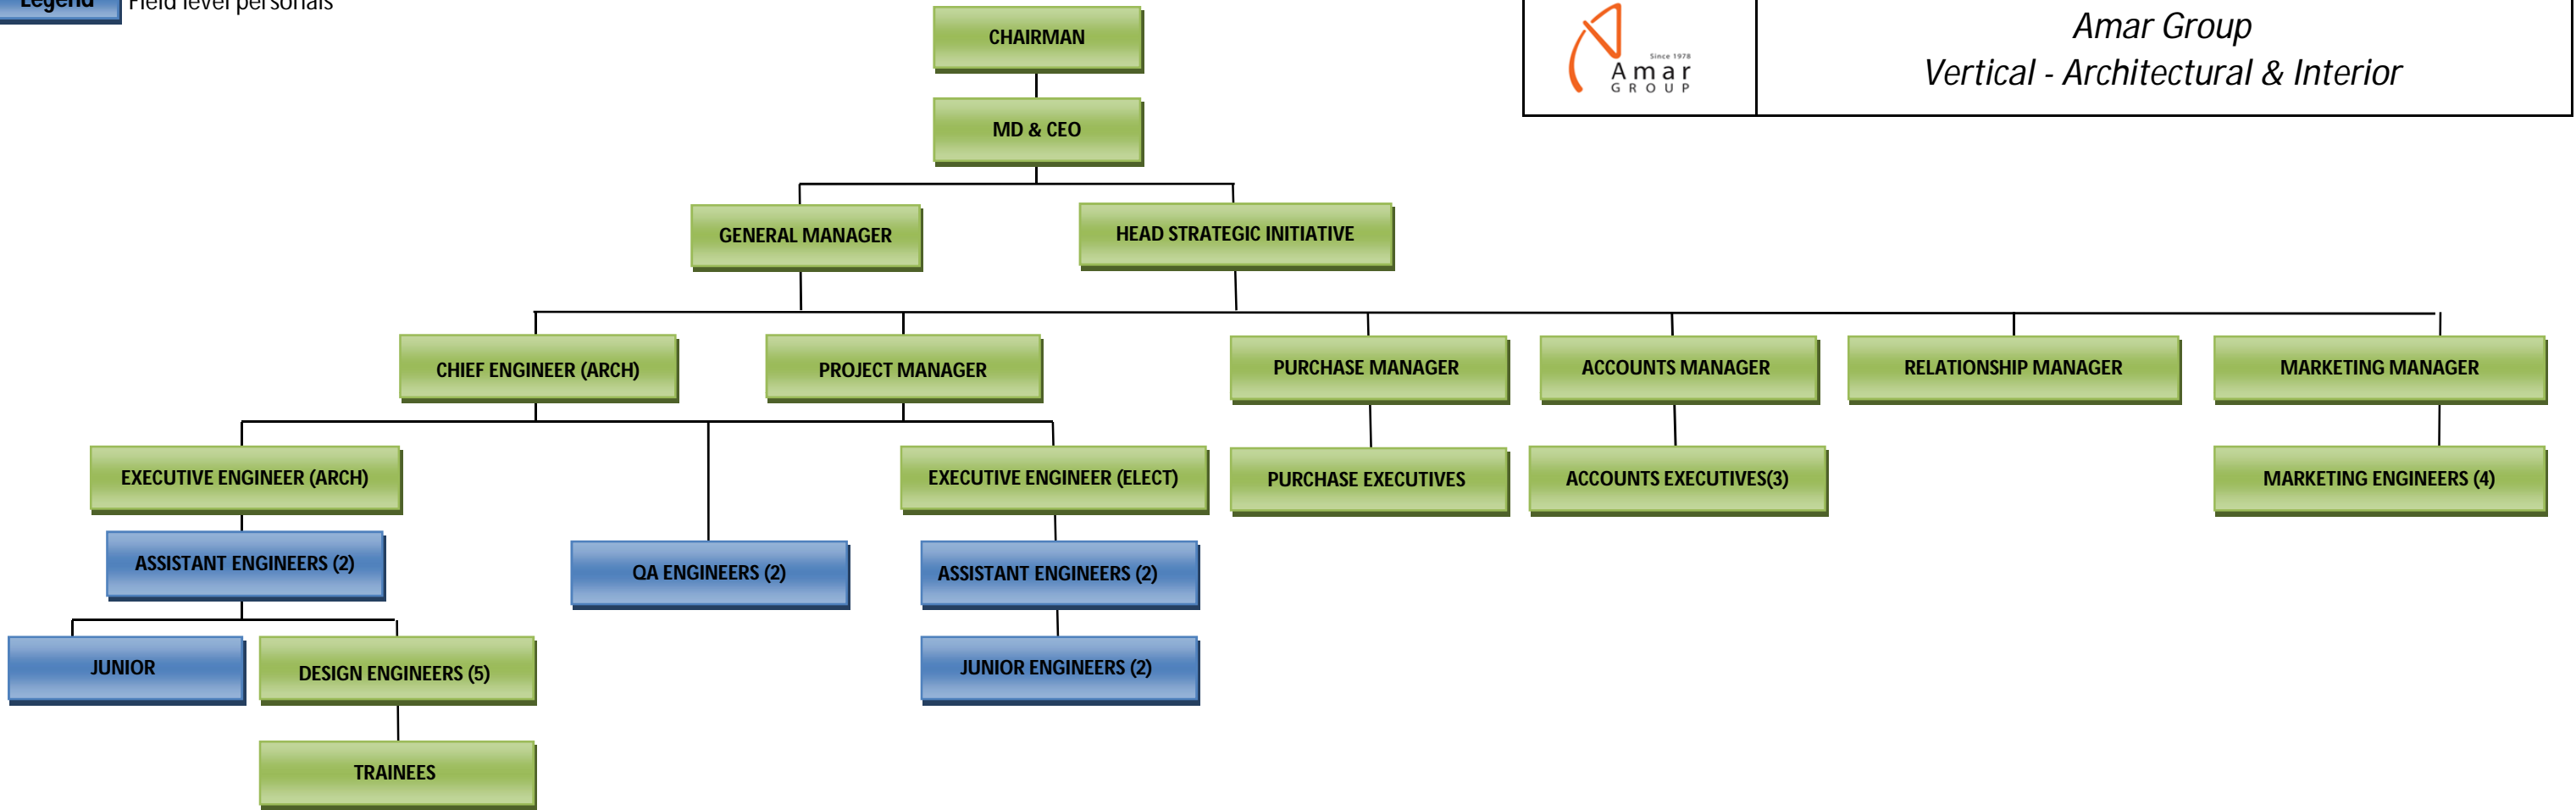 Legend
Field level personals
CHAIRMAN
Since 1978
Amar
GROUP
Amar Group
Vertical - Architectural & Interior
MD & CEO
GENERAL MANAGER
HEAD STRATEGIC INITIATIVE
CHIEF ENGINEER (ARCH)
PROJECT MANAGER
PURCHASE MANAGER
ACCOUNTS MANAGER
RELATIONSHIP MANAGER
MARKETING MANAGER
EXECUTIVE ENGINEER (ARCH)
EXECUTIVE ENGINEER (ELECT)
PURCHASE EXECUTIVES
ACCOUNTS EXECUTIVES(3)
MARKETING ENGINEERS (4)
ASSISTANT ENGINEERS (2)
QA ENGINEERS (2)
ASSISTANT ENGINEERS (2)
JUNIOR
DESIGN ENGINEERS (5)
JUNIOR ENGINEERS (2)
TRAINEES